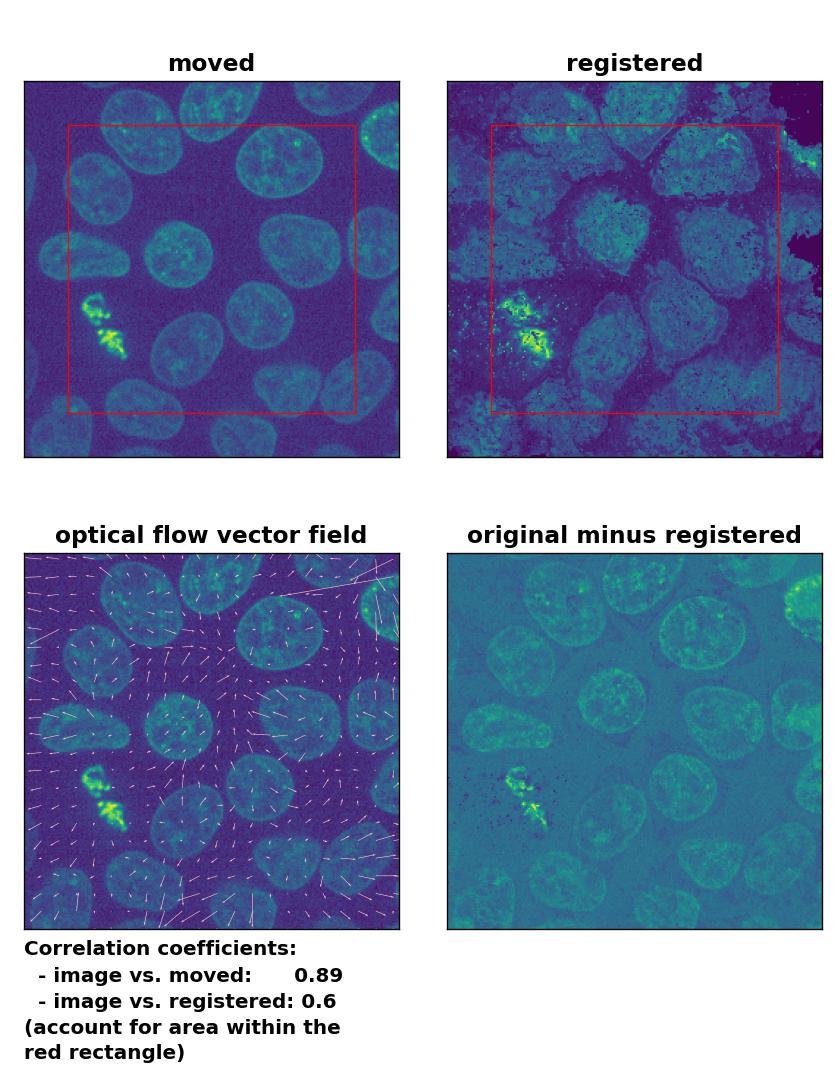 moved
registered
optical flow vector field
original minus registered
Correlation coefficients:
- image vs. moved: 0.89
- image vs. registered: 0.6
(account for area within the
red rectangle)